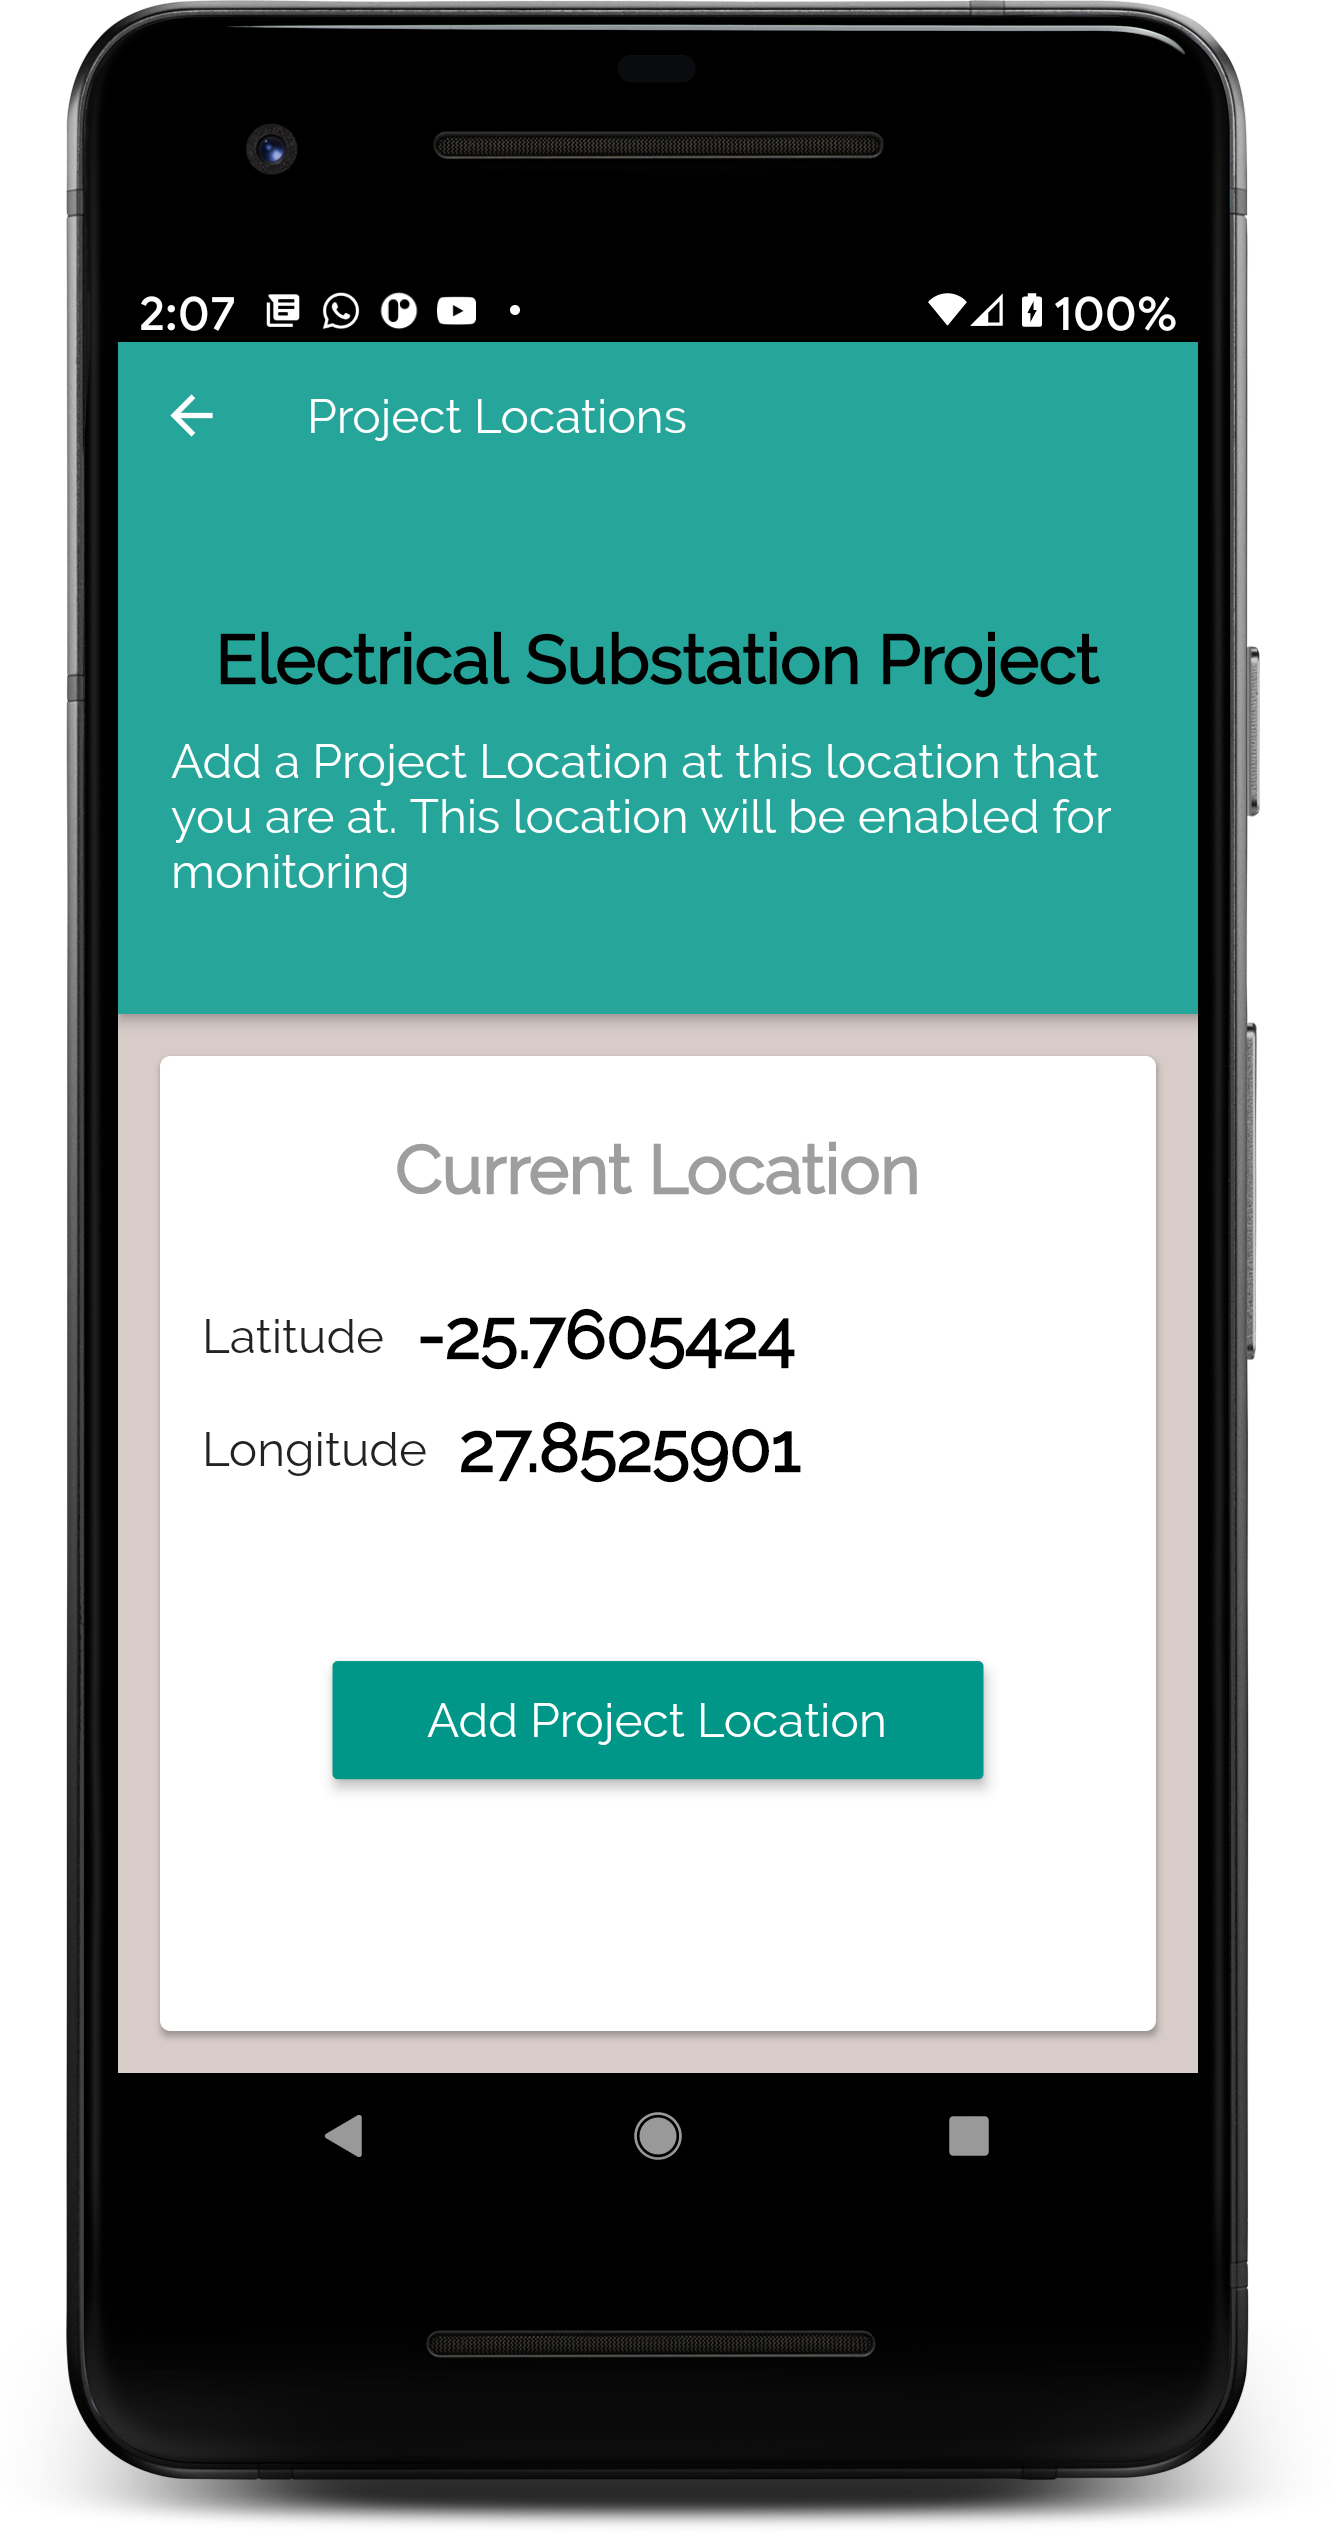 2:07
100%
Project Locations
Electrical Substation Project
Add a Project Location at this location that
you are at. This location will be enabled for
monitoring
Current Location
Latitude -25.7605424
Longitude 27.8525901
Add Project Location